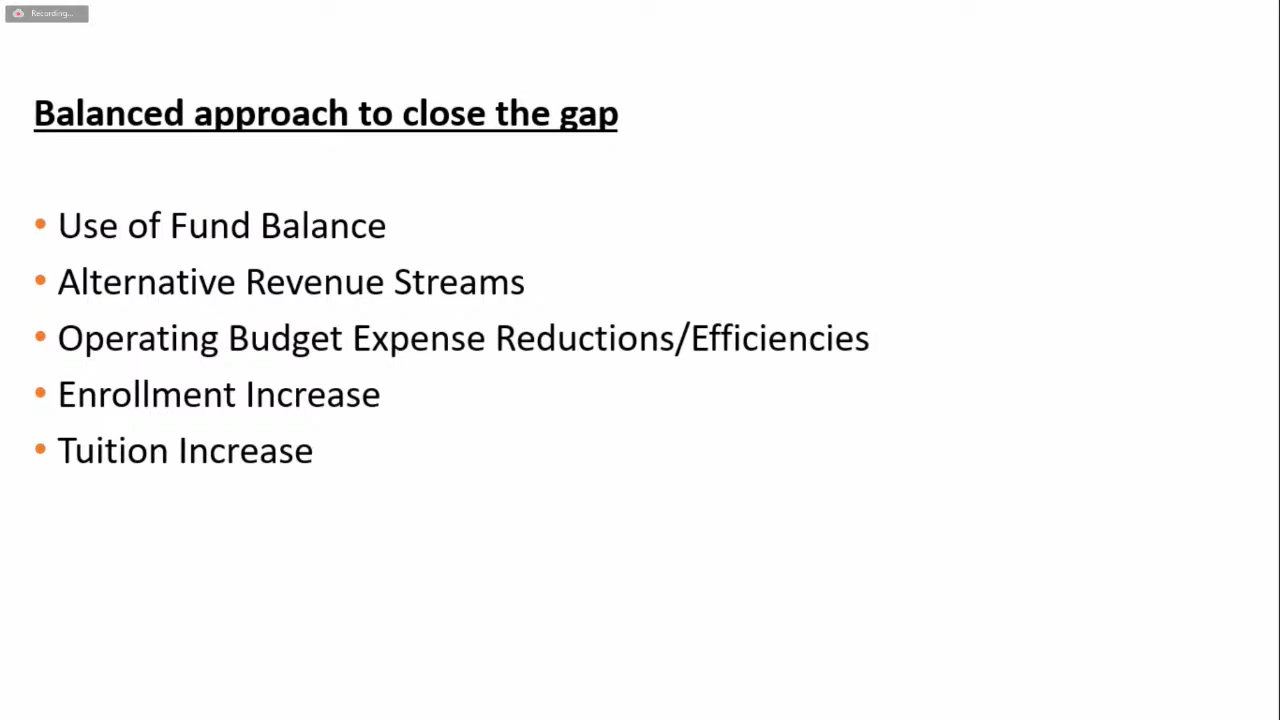 Recording...
Balanced approach to close the gap
• Use of Fund Balance
• Alternative Revenue Streams
• Operating Budget Expense Reductions/Efficiencies
• Enrollment Increase
• Tuition Increase